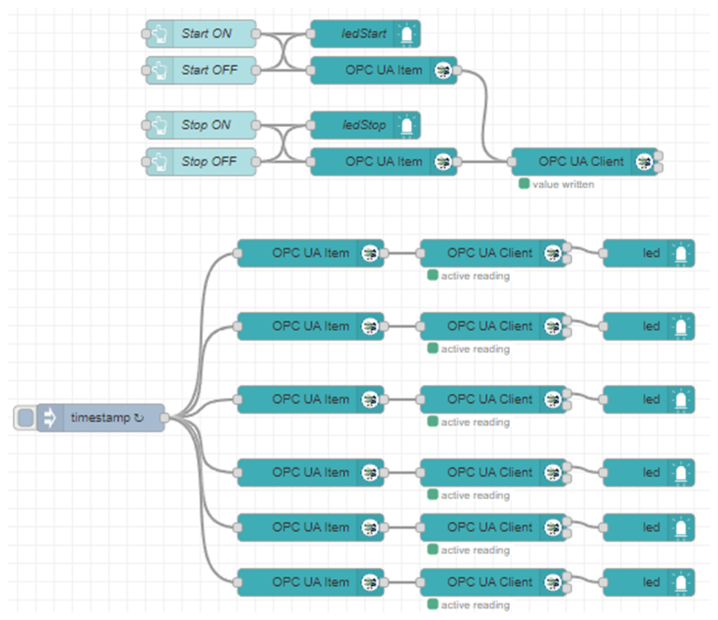 Start ON
ledStart
Start OFF
OPC UA Item
Stop ON
ledStop
Stop OFF
OPC UA Item
OPC UA Client
value written
OPC UA Item
OPC UA Client
led
active reading
OPC UA Item
OPC UA Client
led
active reading
OPC UA Item
OPC UA Client
led
active reading
timestamp ↻
OPC UA Item
OPC UA Client
led
active reading
OPC UA Item
OPC UA Client
led
active reading
OPC UA Item
OPC UA Client
led
active reading